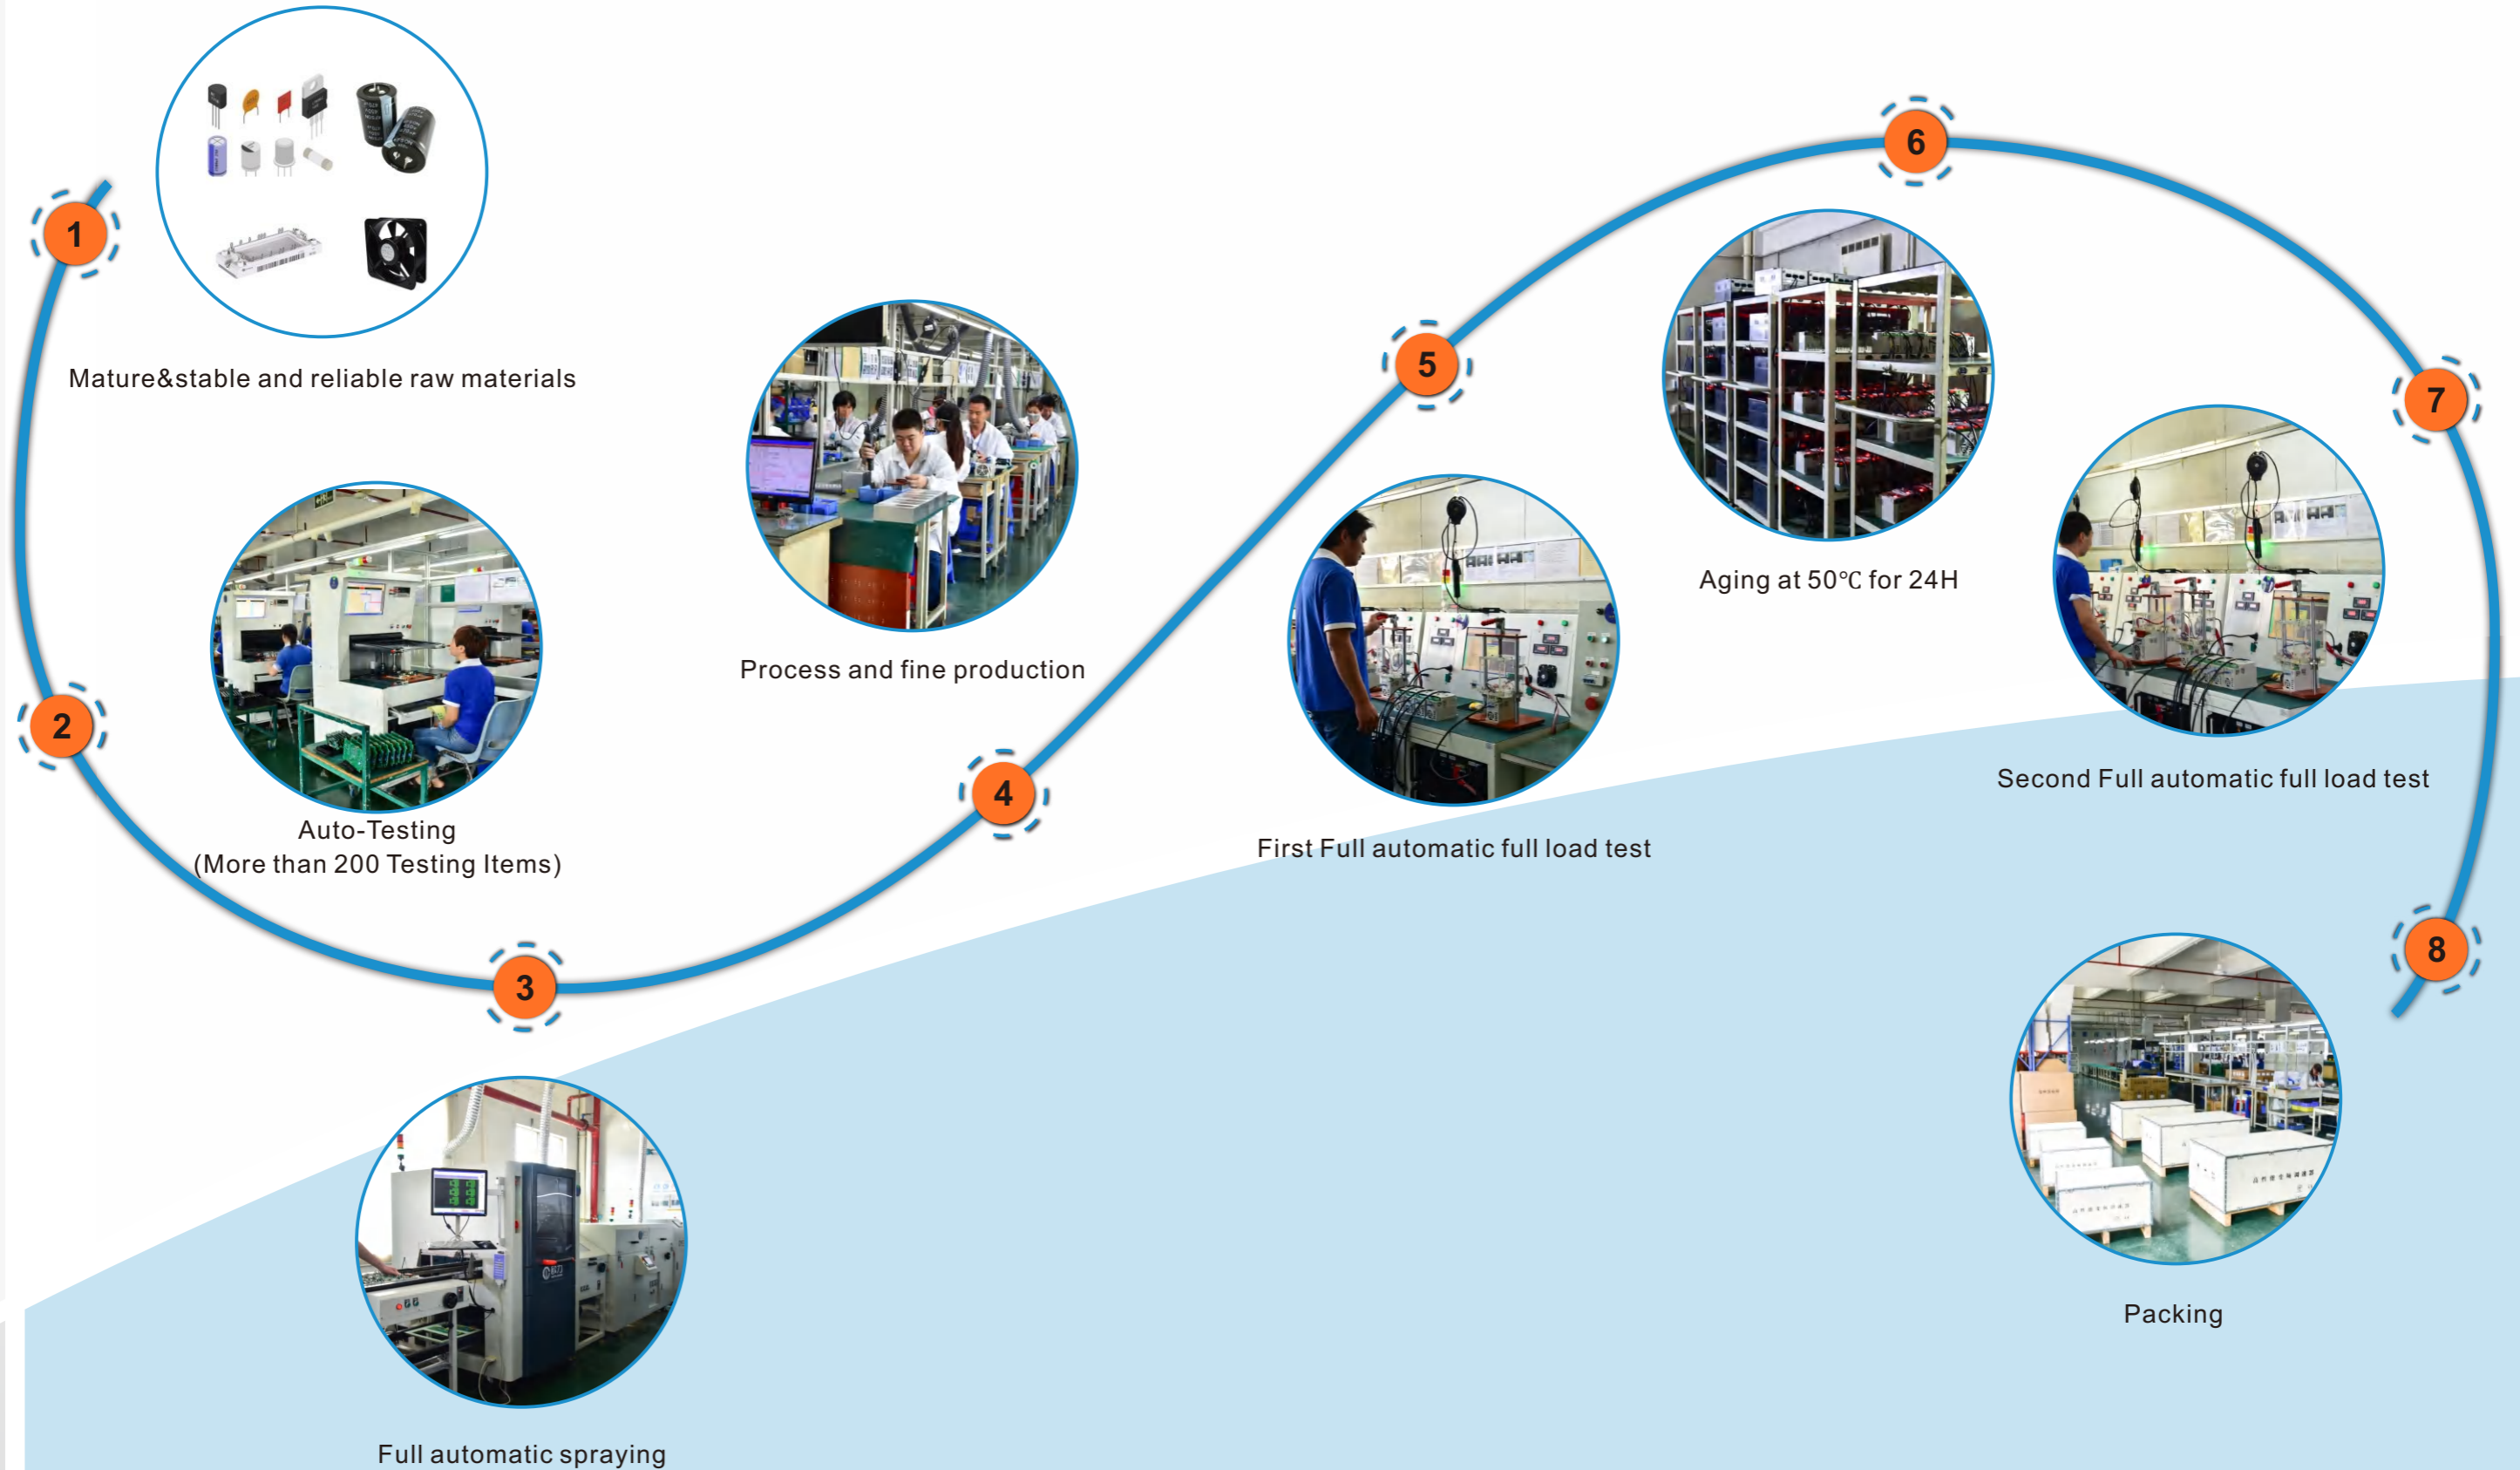 1
Mature&stable and reliable raw materials
2
Auto-Testing
(More than 200 Testing Items)
3
Full automatic spraying
4
Process and fine production
5
First Full automatic full load test
6
Aging at 50℃ for 24H
7
Second Full automatic full load test
8
Packing